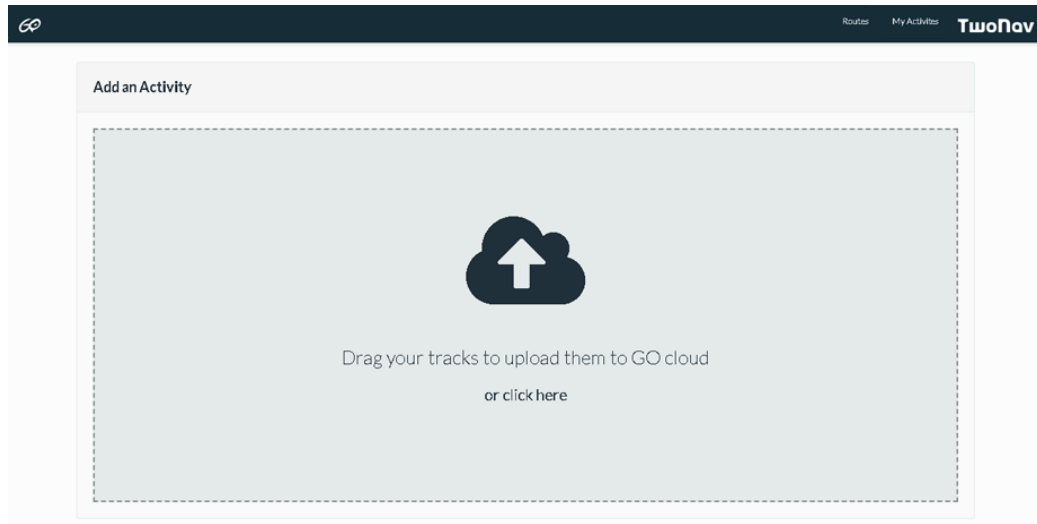 GO
Routes
My Activites
TwoNav
Add an Activity
Drag your tracks to upload them to GO cloud
or click here